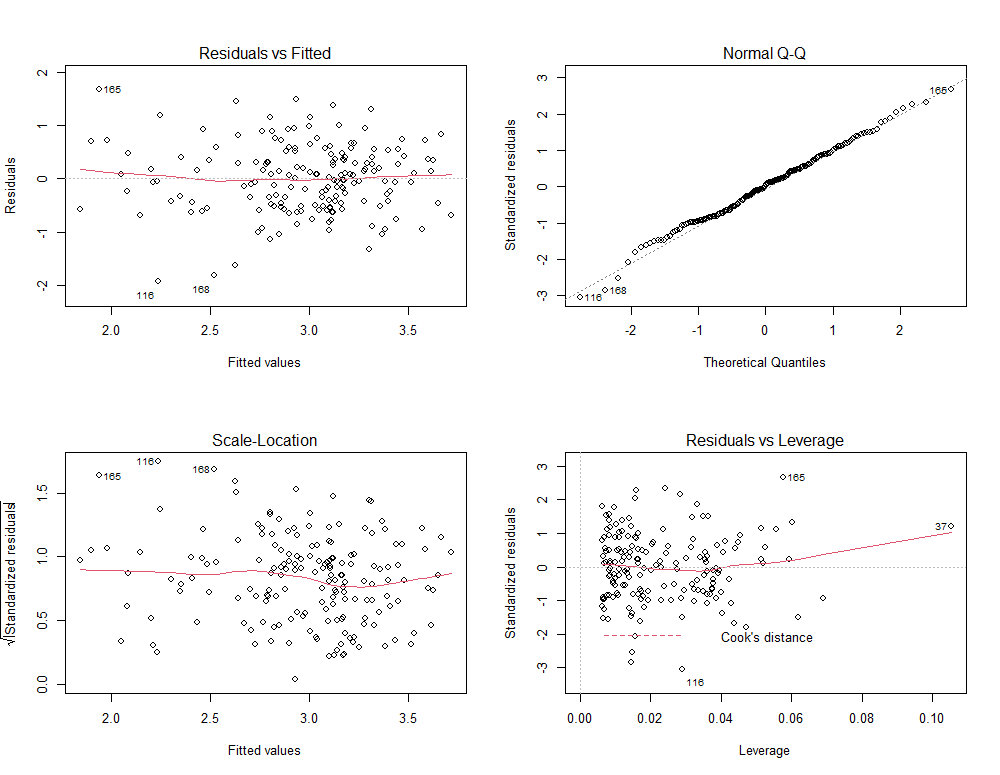 Residuals vs Fitted
Residuals
2
1
0
-1
-2
165
116
168
2.0 2.5 3.0 3.5
Fitted values
Normal Q-Q
Standardized residuals
3
2
1
0
-1
-2
-3
165
168
116
-2 -1 0 1 2
Theoretical Quantiles
Scale-Location
√|Standardized residuals|
1.5
1.0
0.5
0.0
116
168
165
2.0 2.5 3.0 3.5
Fitted values
Residuals vs Leverage
Standardized residuals
3
2
1
0
-1
-2
-3
165
37
Cook's distance
116
0.00 0.02 0.04 0.06 0.08 0.10
Leverage